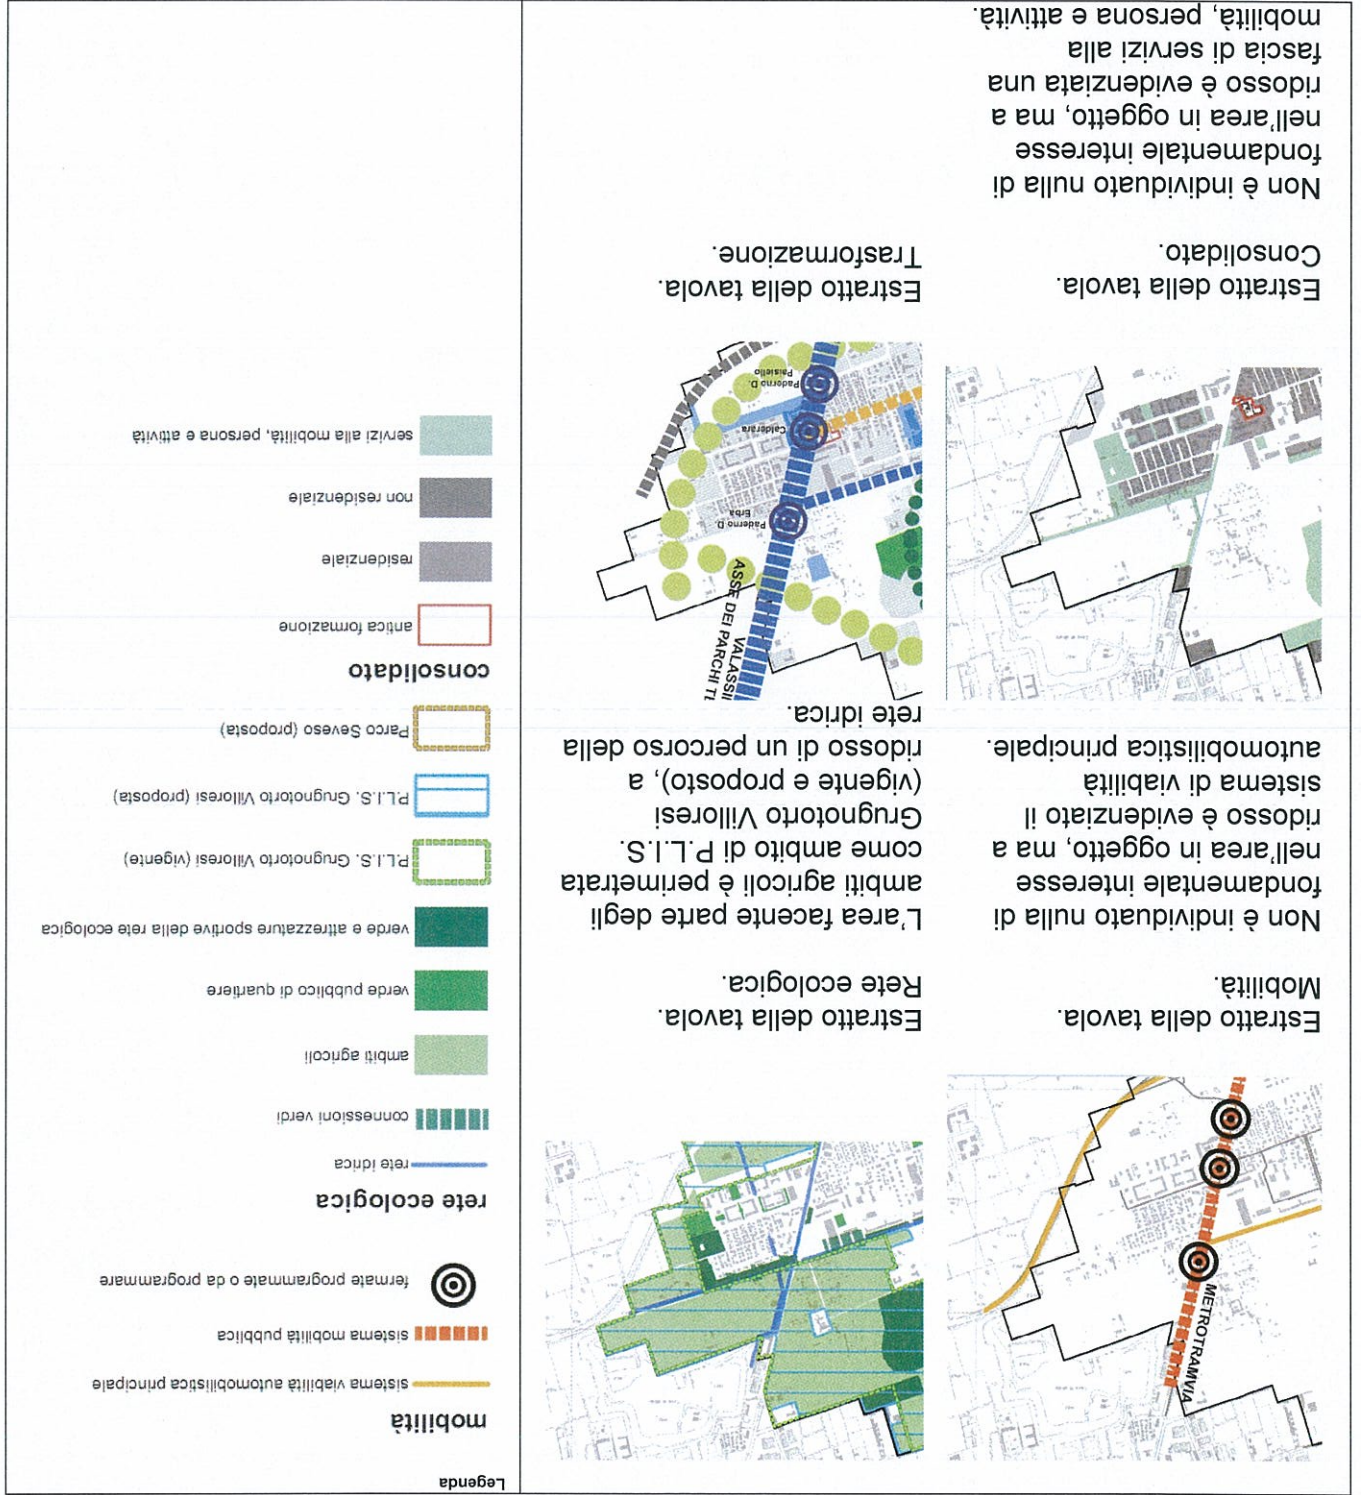 Legenda
mobilità
sistema viabilità automobilistica principale
sistema mobilità pubblica
fermate programmate o da programmare
rete ecologica
rete idrica
connessioni verdi
ambiti agricoli
verde pubblico di quartiere
verde e attrezzature sportive della rete ecologica
P.L.I.S. Grugnotorto Villoresi (vigente)
P.L.I.S. Grugnotorto Villoresi (proposta)
Parco Seveso (proposta)
consolidato
antica formazione
residenziale
non residenziale
servizi alla mobilità, persona e attività
METROTRAMVIA
Estratto della tavola.
Mobilità.
Non è individuato nulla di
fondamentale interesse
nell'area in oggetto, ma a
ridosso è evidenziato il
sistema di viabilità
automobilistica principale.
Estratto della tavola.
Rete ecologica.
L'area facente parte degli
ambiti agricoli è perimetrata
come ambito di P.L.I.S.
Grugnotorto Villoresi
(vigente e proposto), a
ridosso di un percorso della
rete idrica.
Estratto della tavola.
Consolidato.
Non è individuato nulla di
fondamentale interesse
nell'area in oggetto, ma a
ridosso è evidenziata una
fascia di servizi alla
mobilità, persona e attività.
VALASSI
ASSE DEI PARCHI TI
Paderno D.
Erba
Calderara
Paderno D.
Paisiello
Estratto della tavola.
Trasformazione.